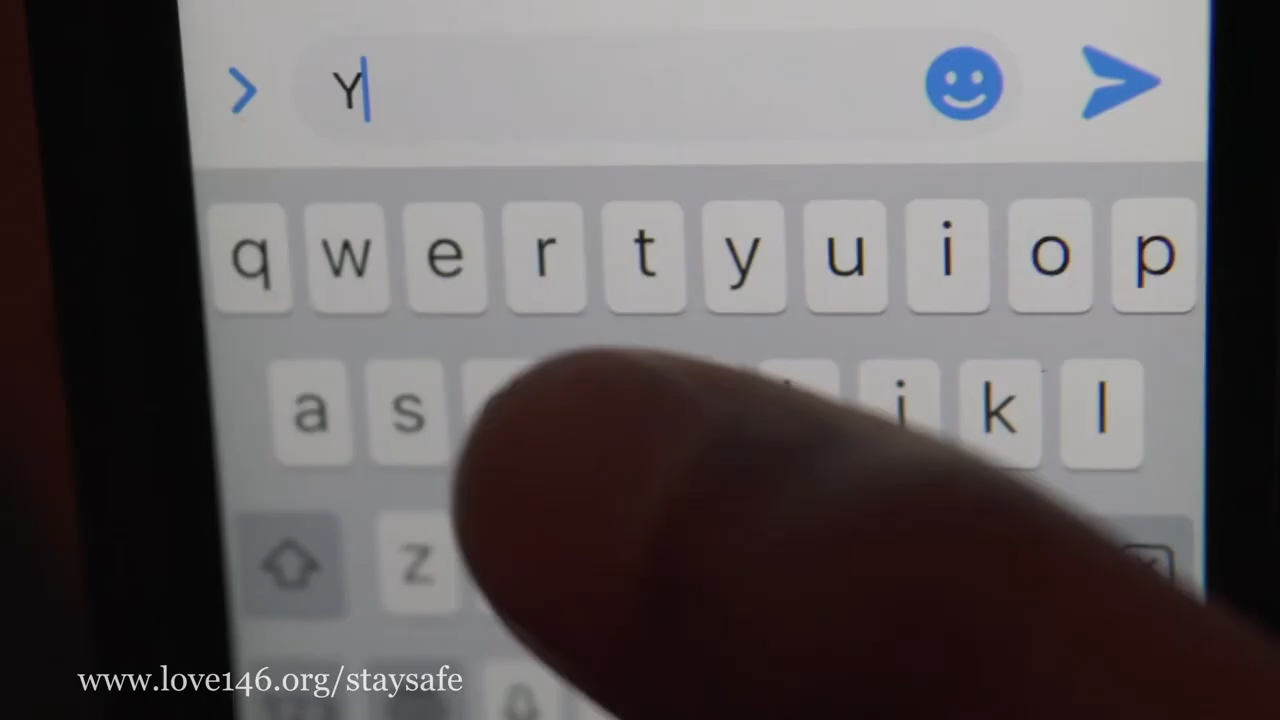 Y
q w e r t y u i o p
a s j k l
z
www.love146.org/staysafe